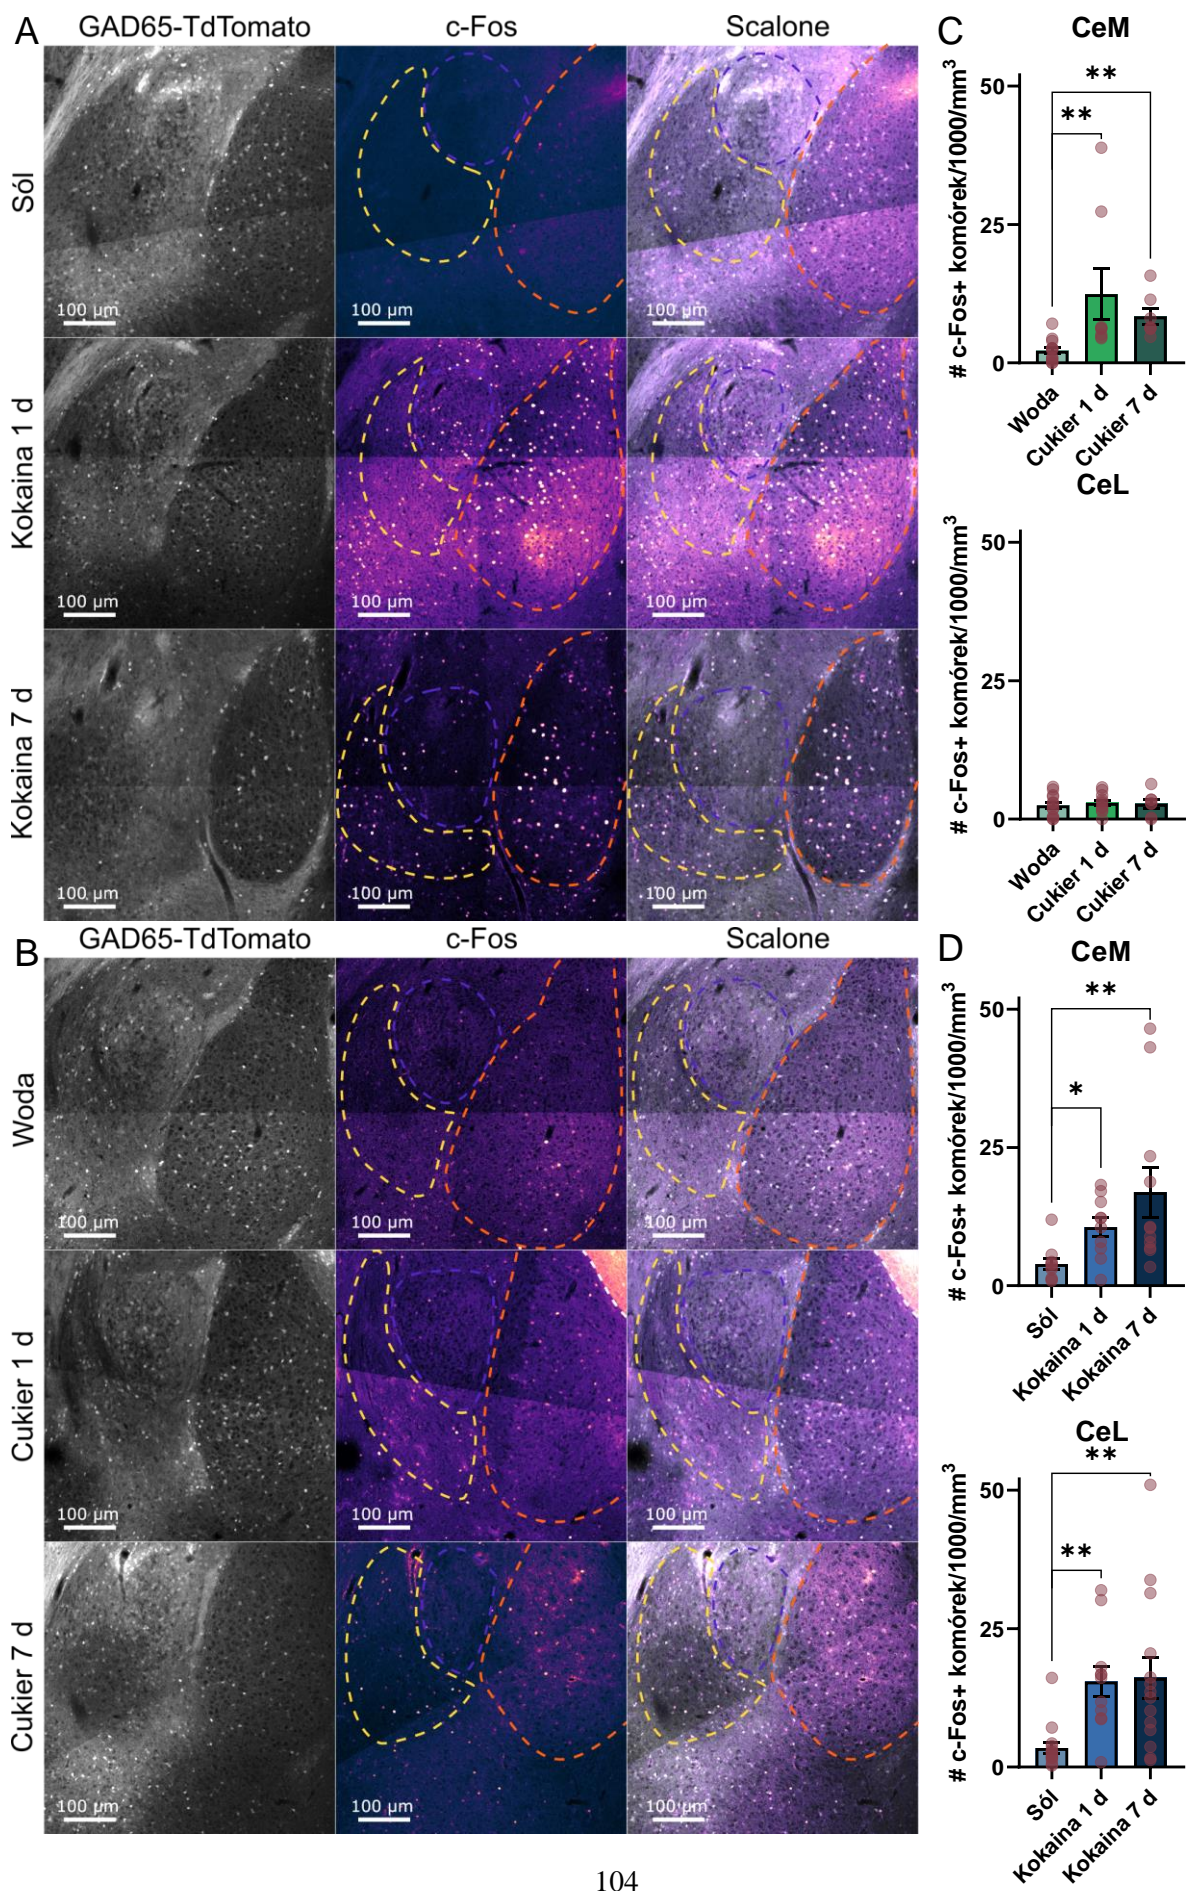 A
GAD65-TdTomato
c-Fos
Scalone
Sól
100 µm
100 µm
100 µm
Kokaina 1 d
100 µm
100 µm
100 µm
Kokaina 7 d
100 µm
100 µm
100 µm
B
GAD65-TdTomato
c-Fos
Scalone
Woda
100 µm
100 µm
100 µm
Cukier 1 d
100 µm
100 µm
100 µm
Cukier 7 d
100 µm
100 µm
100 µm
C
CeM
# c-Fos+ komórek/1000/mm³
50
25
0
**
**
Woda
Cukier 1 d
Cukier 7 d
CeL
# c-Fos+ komórek/1000/mm³
50
25
0
Woda
Cukier 1 d
Cukier 7 d
D
CeM
# c-Fos+ komórek/1000/mm³
50
25
0
**
*
Sól
Kokaina 1 d
Kokaina 7 d
CeL
# c-Fos+ komórek/1000/mm³
50
25
0
**
**
Sól
Kokaina 1 d
Kokaina 7 d
104